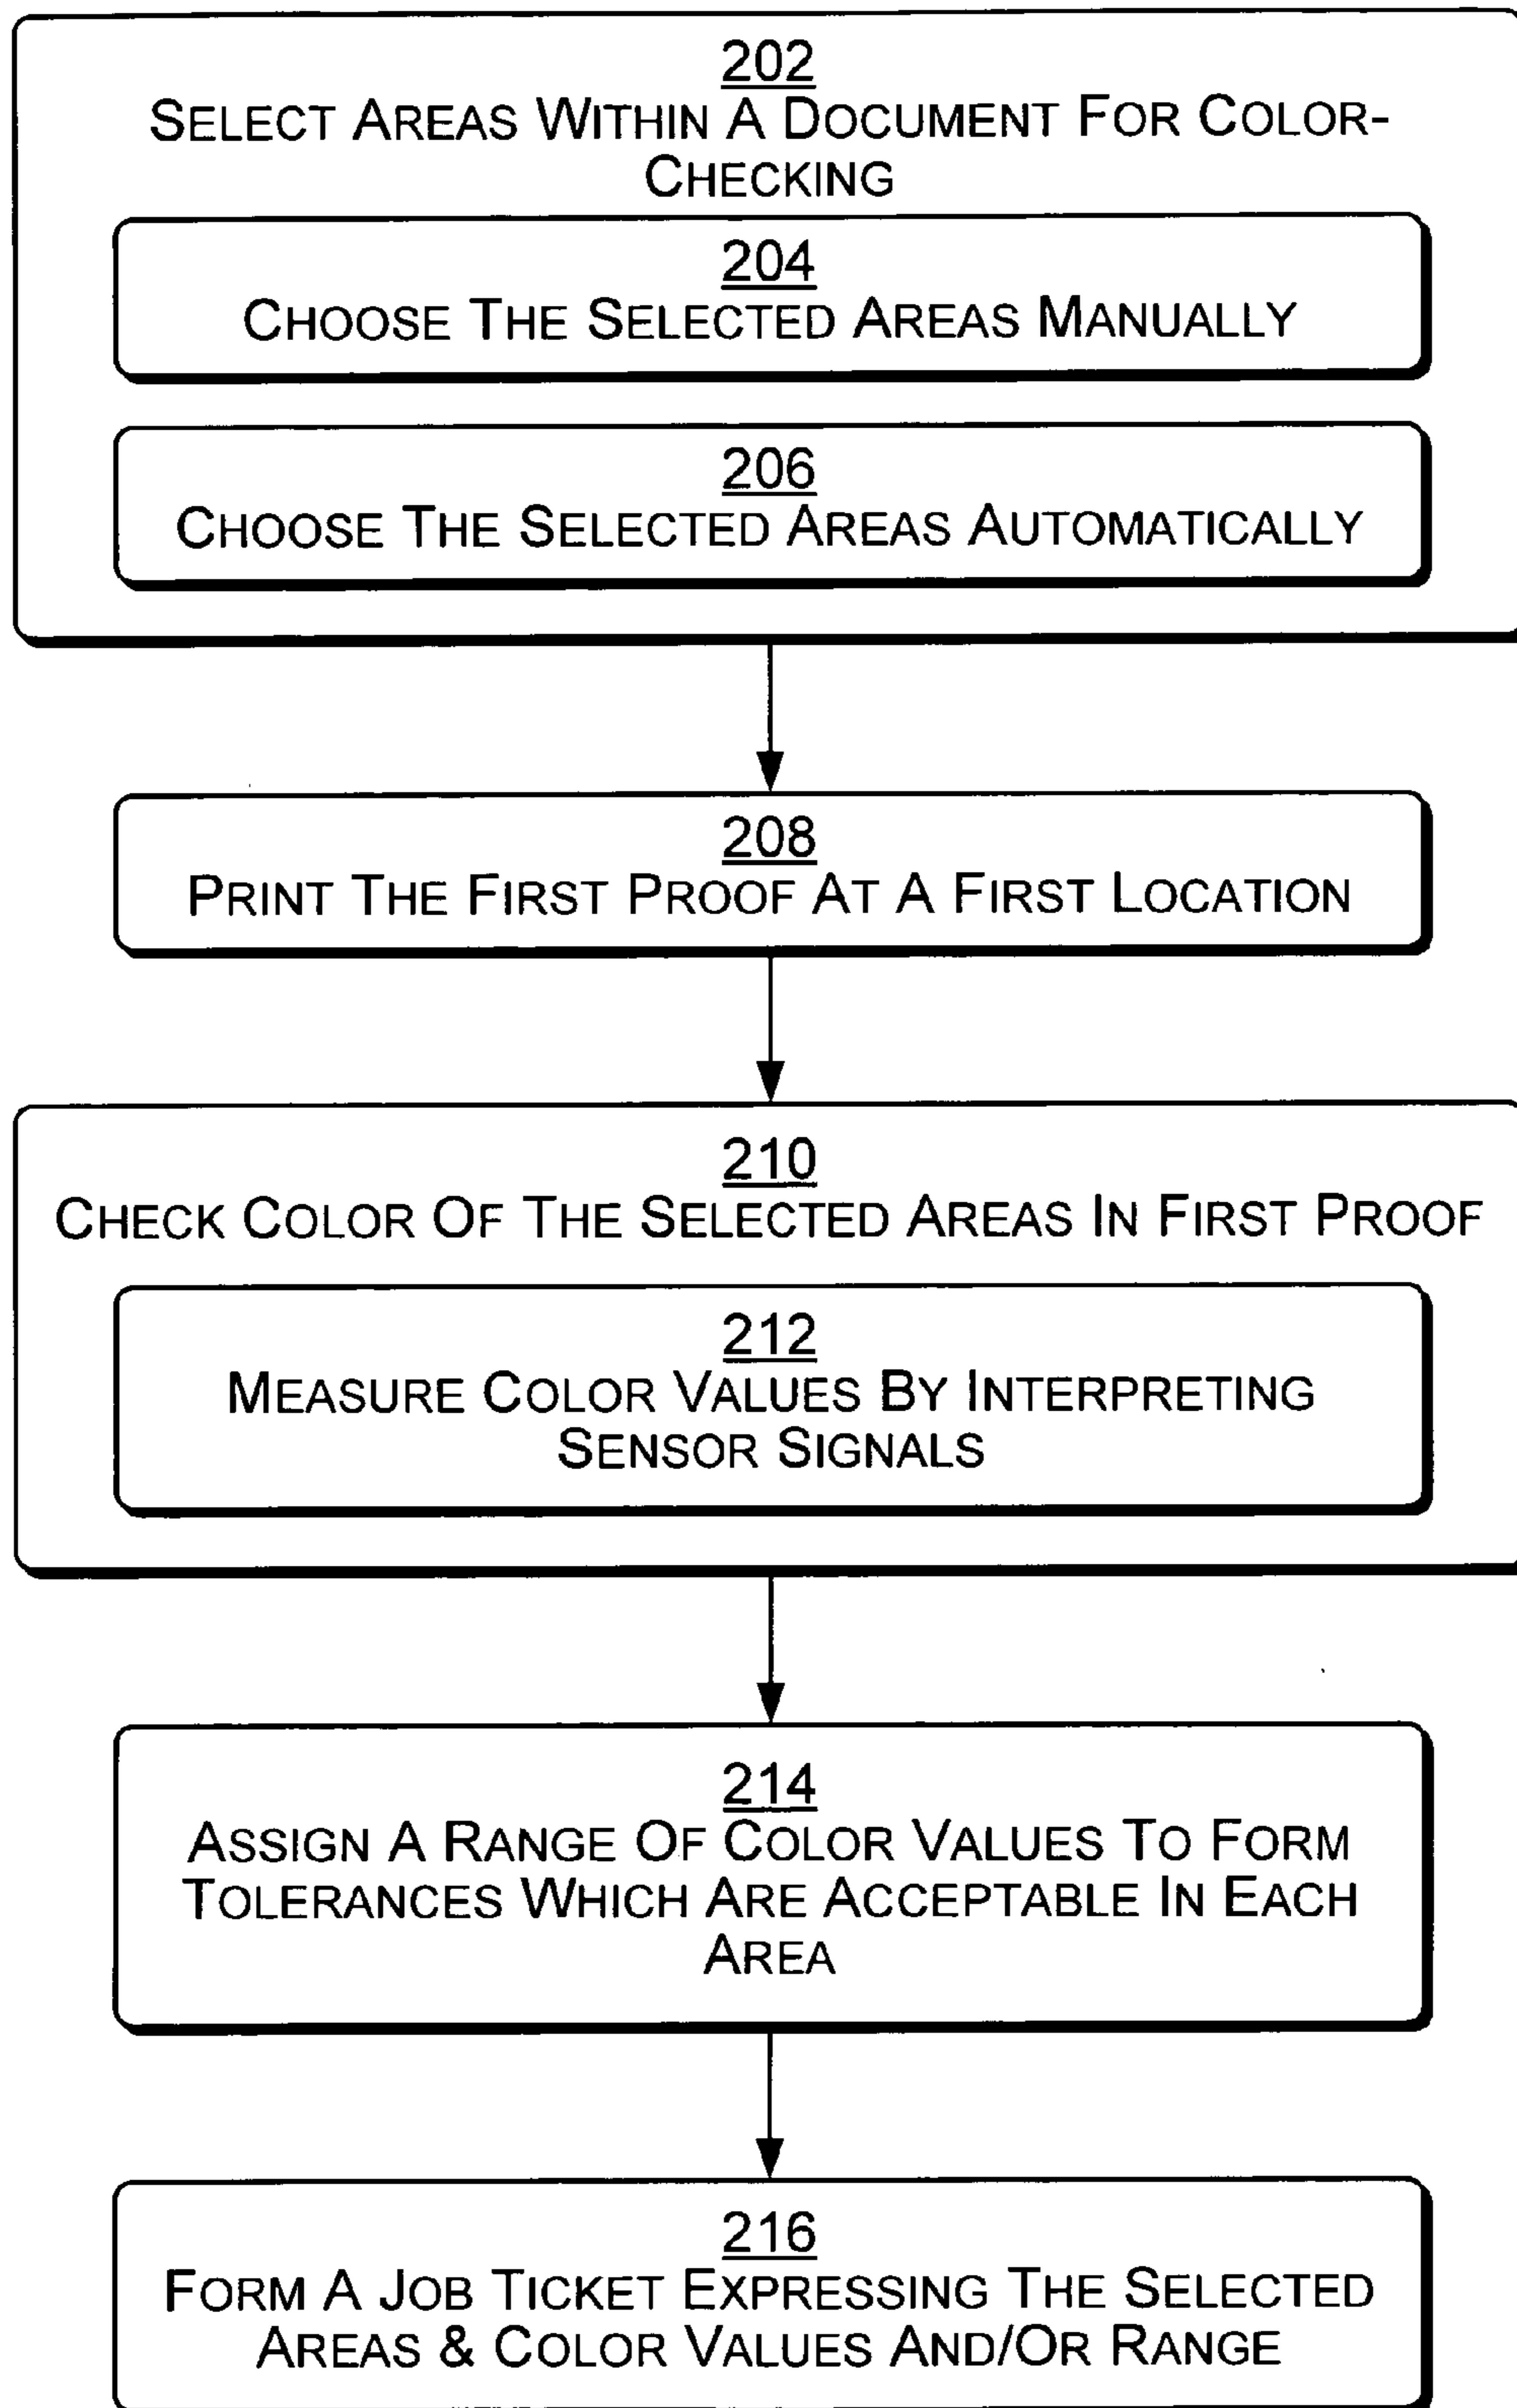 202
SELECT AREAS WITHIN A DOCUMENT FOR COLOR-
CHECKING
204
CHOOSE THE SELECTED AREAS MANUALLY
206
CHOOSE THE SELECTED AREAS AUTOMATICALLY
208
PRINT THE FIRST PROOF AT A FIRST LOCATION
210
CHECK COLOR OF THE SELECTED AREAS IN FIRST PROOF
212
MEASURE COLOR VALUES BY INTERPRETING
SENSOR SIGNALS
214
ASSIGN A RANGE OF COLOR VALUES TO FORM
TOLERANCES WHICH ARE ACCEPTABLE IN EACH
AREA
216
FORM A JOB TICKET EXPRESSING THE SELECTED
AREAS & COLOR VALUES AND/OR RANGE